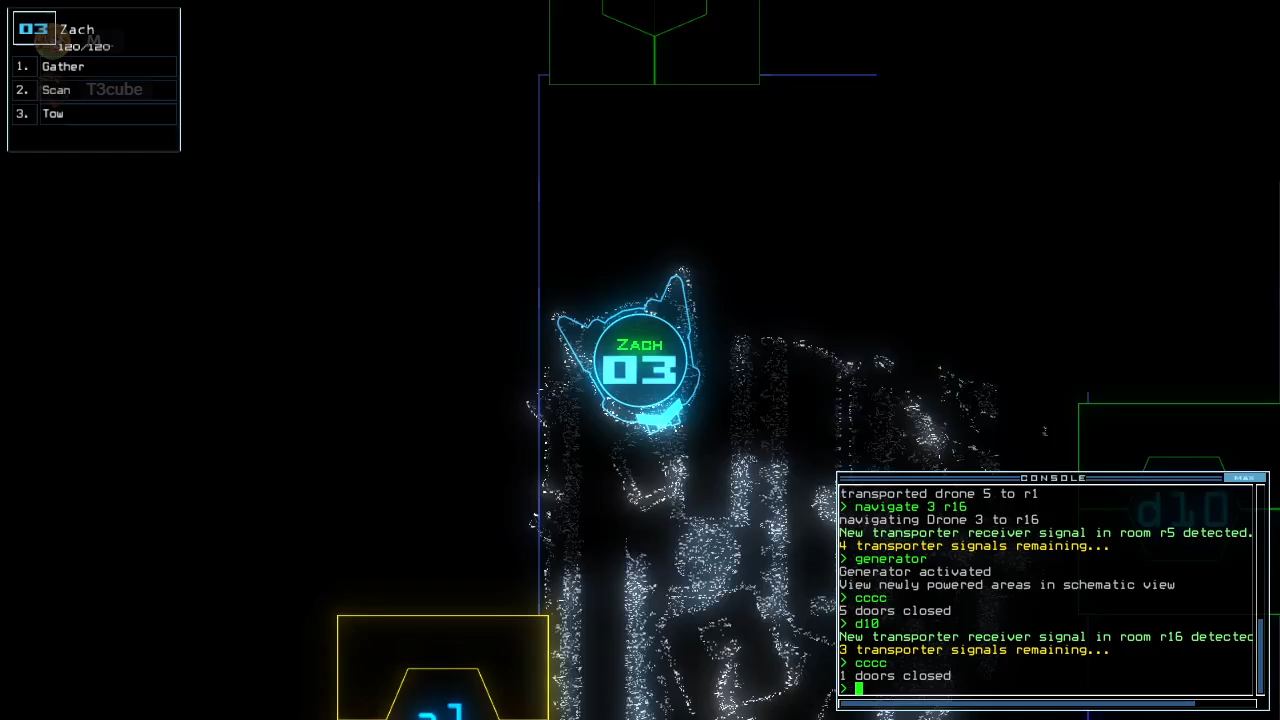 03 Zach
120/120
M
1. Gather
2. Scan
T3cube
3. Tow
ZACH
03
d10
a1
CONSOLE
MAX
transported drone 5 to r1
> navigate 3 r16
navigating Drone 3 to r16
New transporter receiver signal in room r5 detected.
4 transporter signals remaining...
> generator
Generator activated
View newly powered areas in schematic view
> cccc
5 doors closed
> d10
New transporter receiver signal in room r16 detected
3 transporter signals remaining...
> cccc
1 doors closed
>